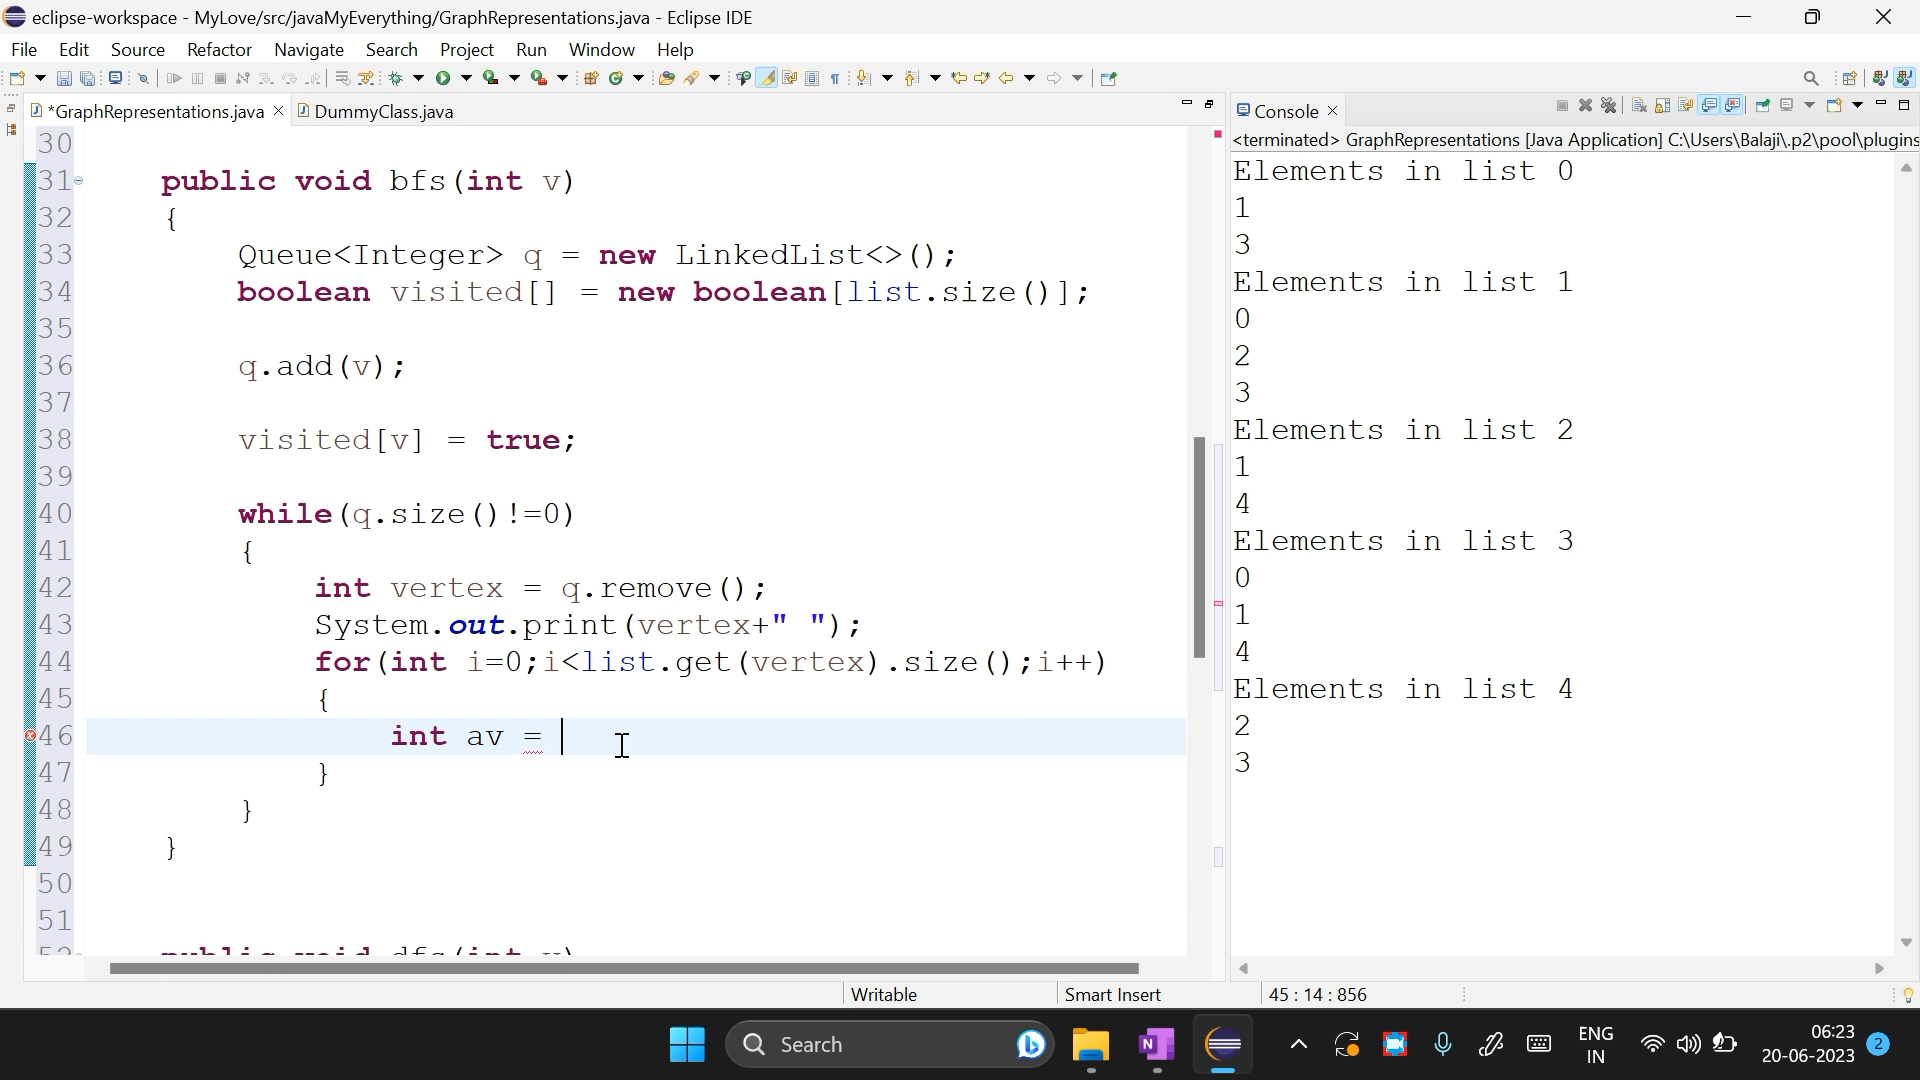 eclipse-workspace - MyLove/src/javaMyEverything/GraphRepresentations.java - Eclipse IDE
File Edit Source Refactor Navigate Search Project Run Window Help
*GraphRepresentations.java
DummyClass.java
30
31 public void bfs(int v)
32 {
33 Queue<Integer> q = new LinkedList<>();
34 boolean visited[] = new boolean[list.size()];
35
36 q.add(v);
37
38 visited[v] = true;
39
40 while(q.size()!=0)
41 {
42 int vertex = q.remove();
43 System.out.print(vertex+" ");
44 for(int i=0;i<list.get(vertex).size();i++)
45 {
46 int av =
47 }
48 }
49 }
50
51
52 public void dfs(int v)
Console
<terminated> GraphRepresentations [Java Application] C:\Users\Balaji\.p2\pool\plugins
Elements in list 0
1
3
Elements in list 1
0
2
3
Elements in list 2
1
4
Elements in list 3
0
1
4
Elements in list 4
2
3
Writable
Smart Insert
45 : 14 : 856
Search
ENG
IN
06:23
20-06-2023
2